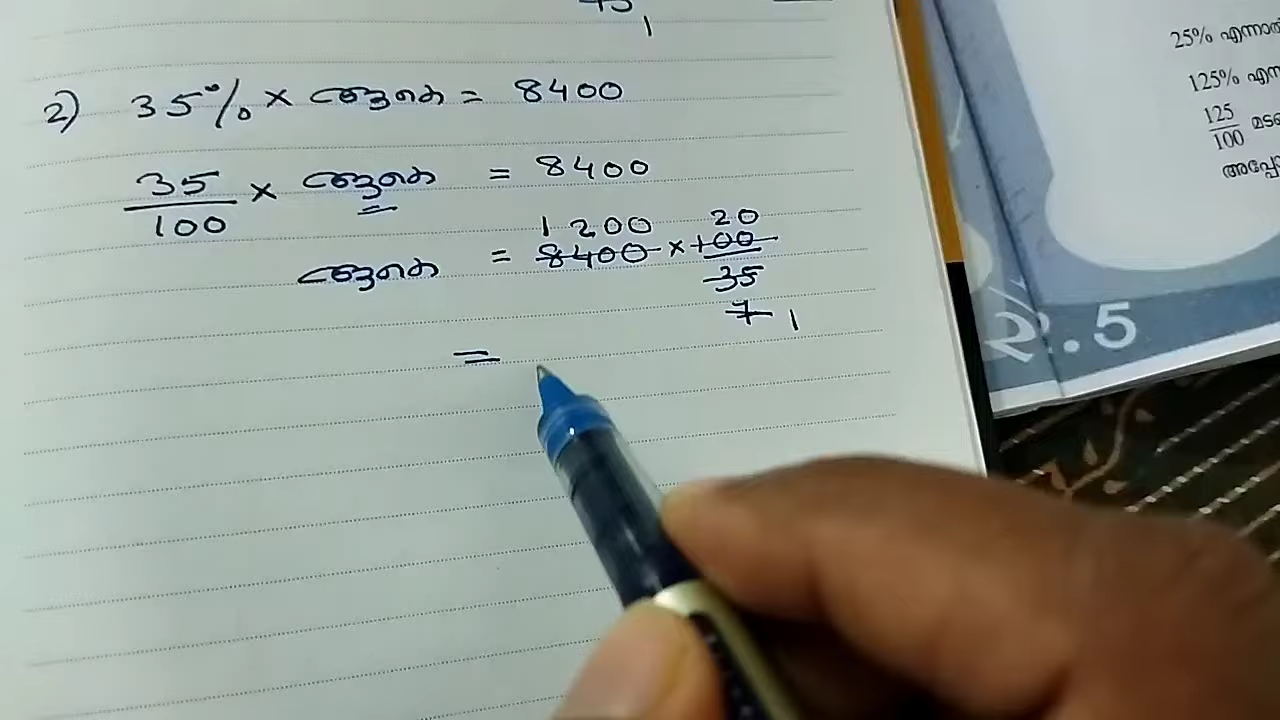 2) 35% × തുക = 8400
35/100 × തുക = 8400
1200 20
തുക = 8400 × 100
35
7 1
=
25% എന്നാൽ
125%
125/100
2.5